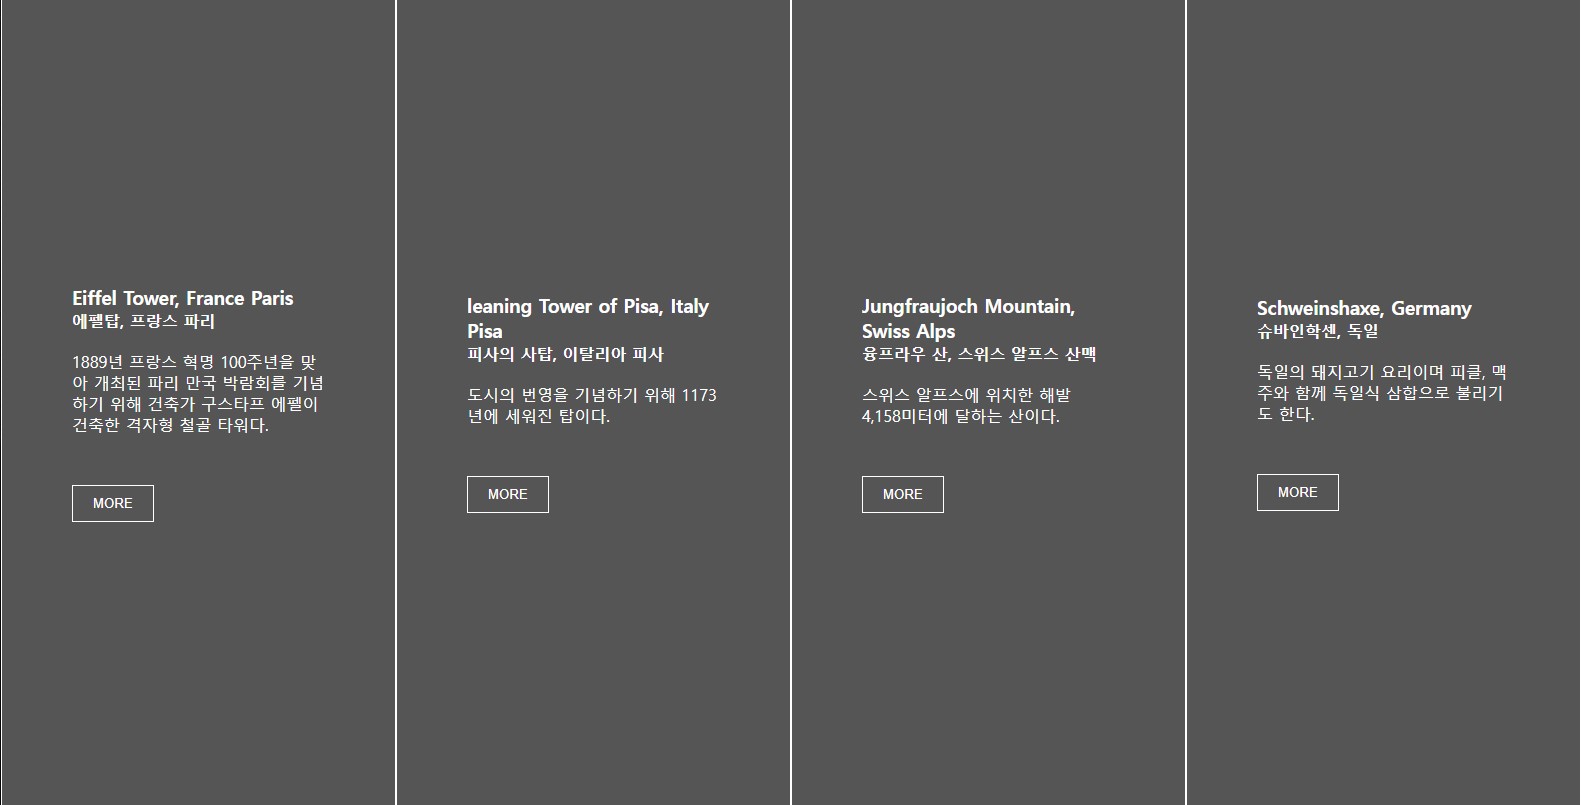 Eiffel Tower, France Paris
에펠탑, 프랑스 파리
1889년 프랑스 혁명 100주년을 맞
아 개최된 파리 만국 박람회를 기념
하기 위해 건축가 구스타프 에펠이
건축한 격자형 철골 타워다.
MORE
leaning Tower of Pisa, Italy
Pisa
피사의 사탑, 이탈리아 피사
도시의 번영을 기념하기 위해 1173
년에 세워진 탑이다.
MORE
Jungfraujoch Mountain,
Swiss Alps
융프라우 산, 스위스 알프스 산맥
스위스 알프스에 위치한 해발
4,158미터에 달하는 산이다.
MORE
Schweinshaxe, Germany
슈바인학센, 독일
독일의 돼지고기 요리이며 피클, 맥
주와 함께 독일식 삼합으로 불리기
도 한다.
MORE